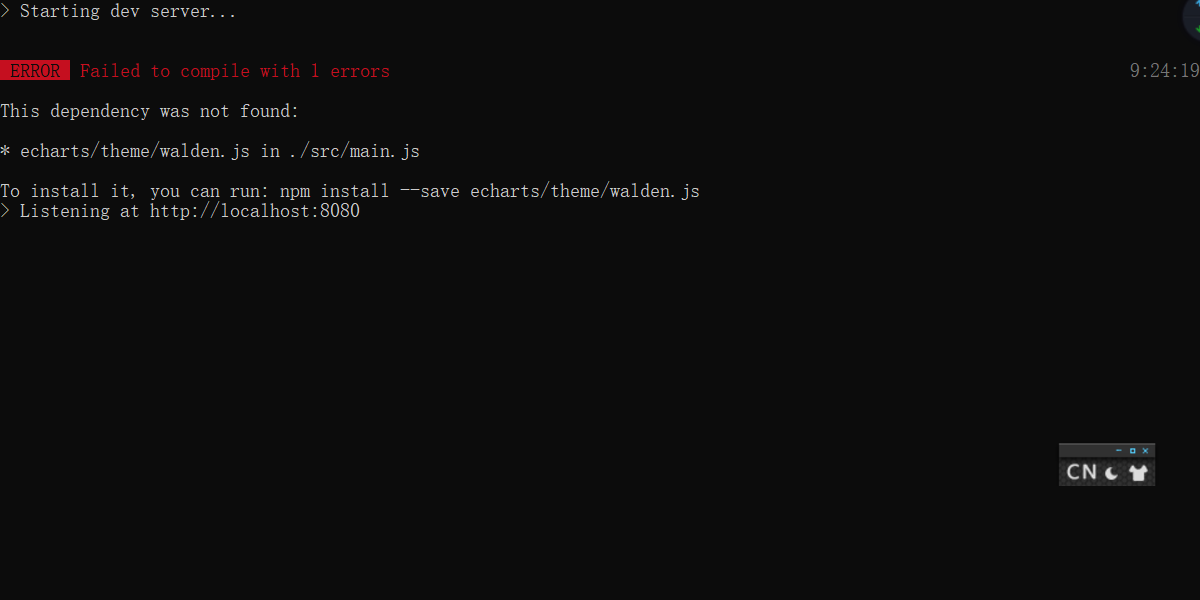 > Starting dev server...
ERROR Failed to compile with 1 errors 9:24:19
This dependency was not found:
* echarts/theme/walden.js in ./src/main.js
To install it, you can run: npm install --save echarts/theme/walden.js
> Listening at http://localhost:8080
CN